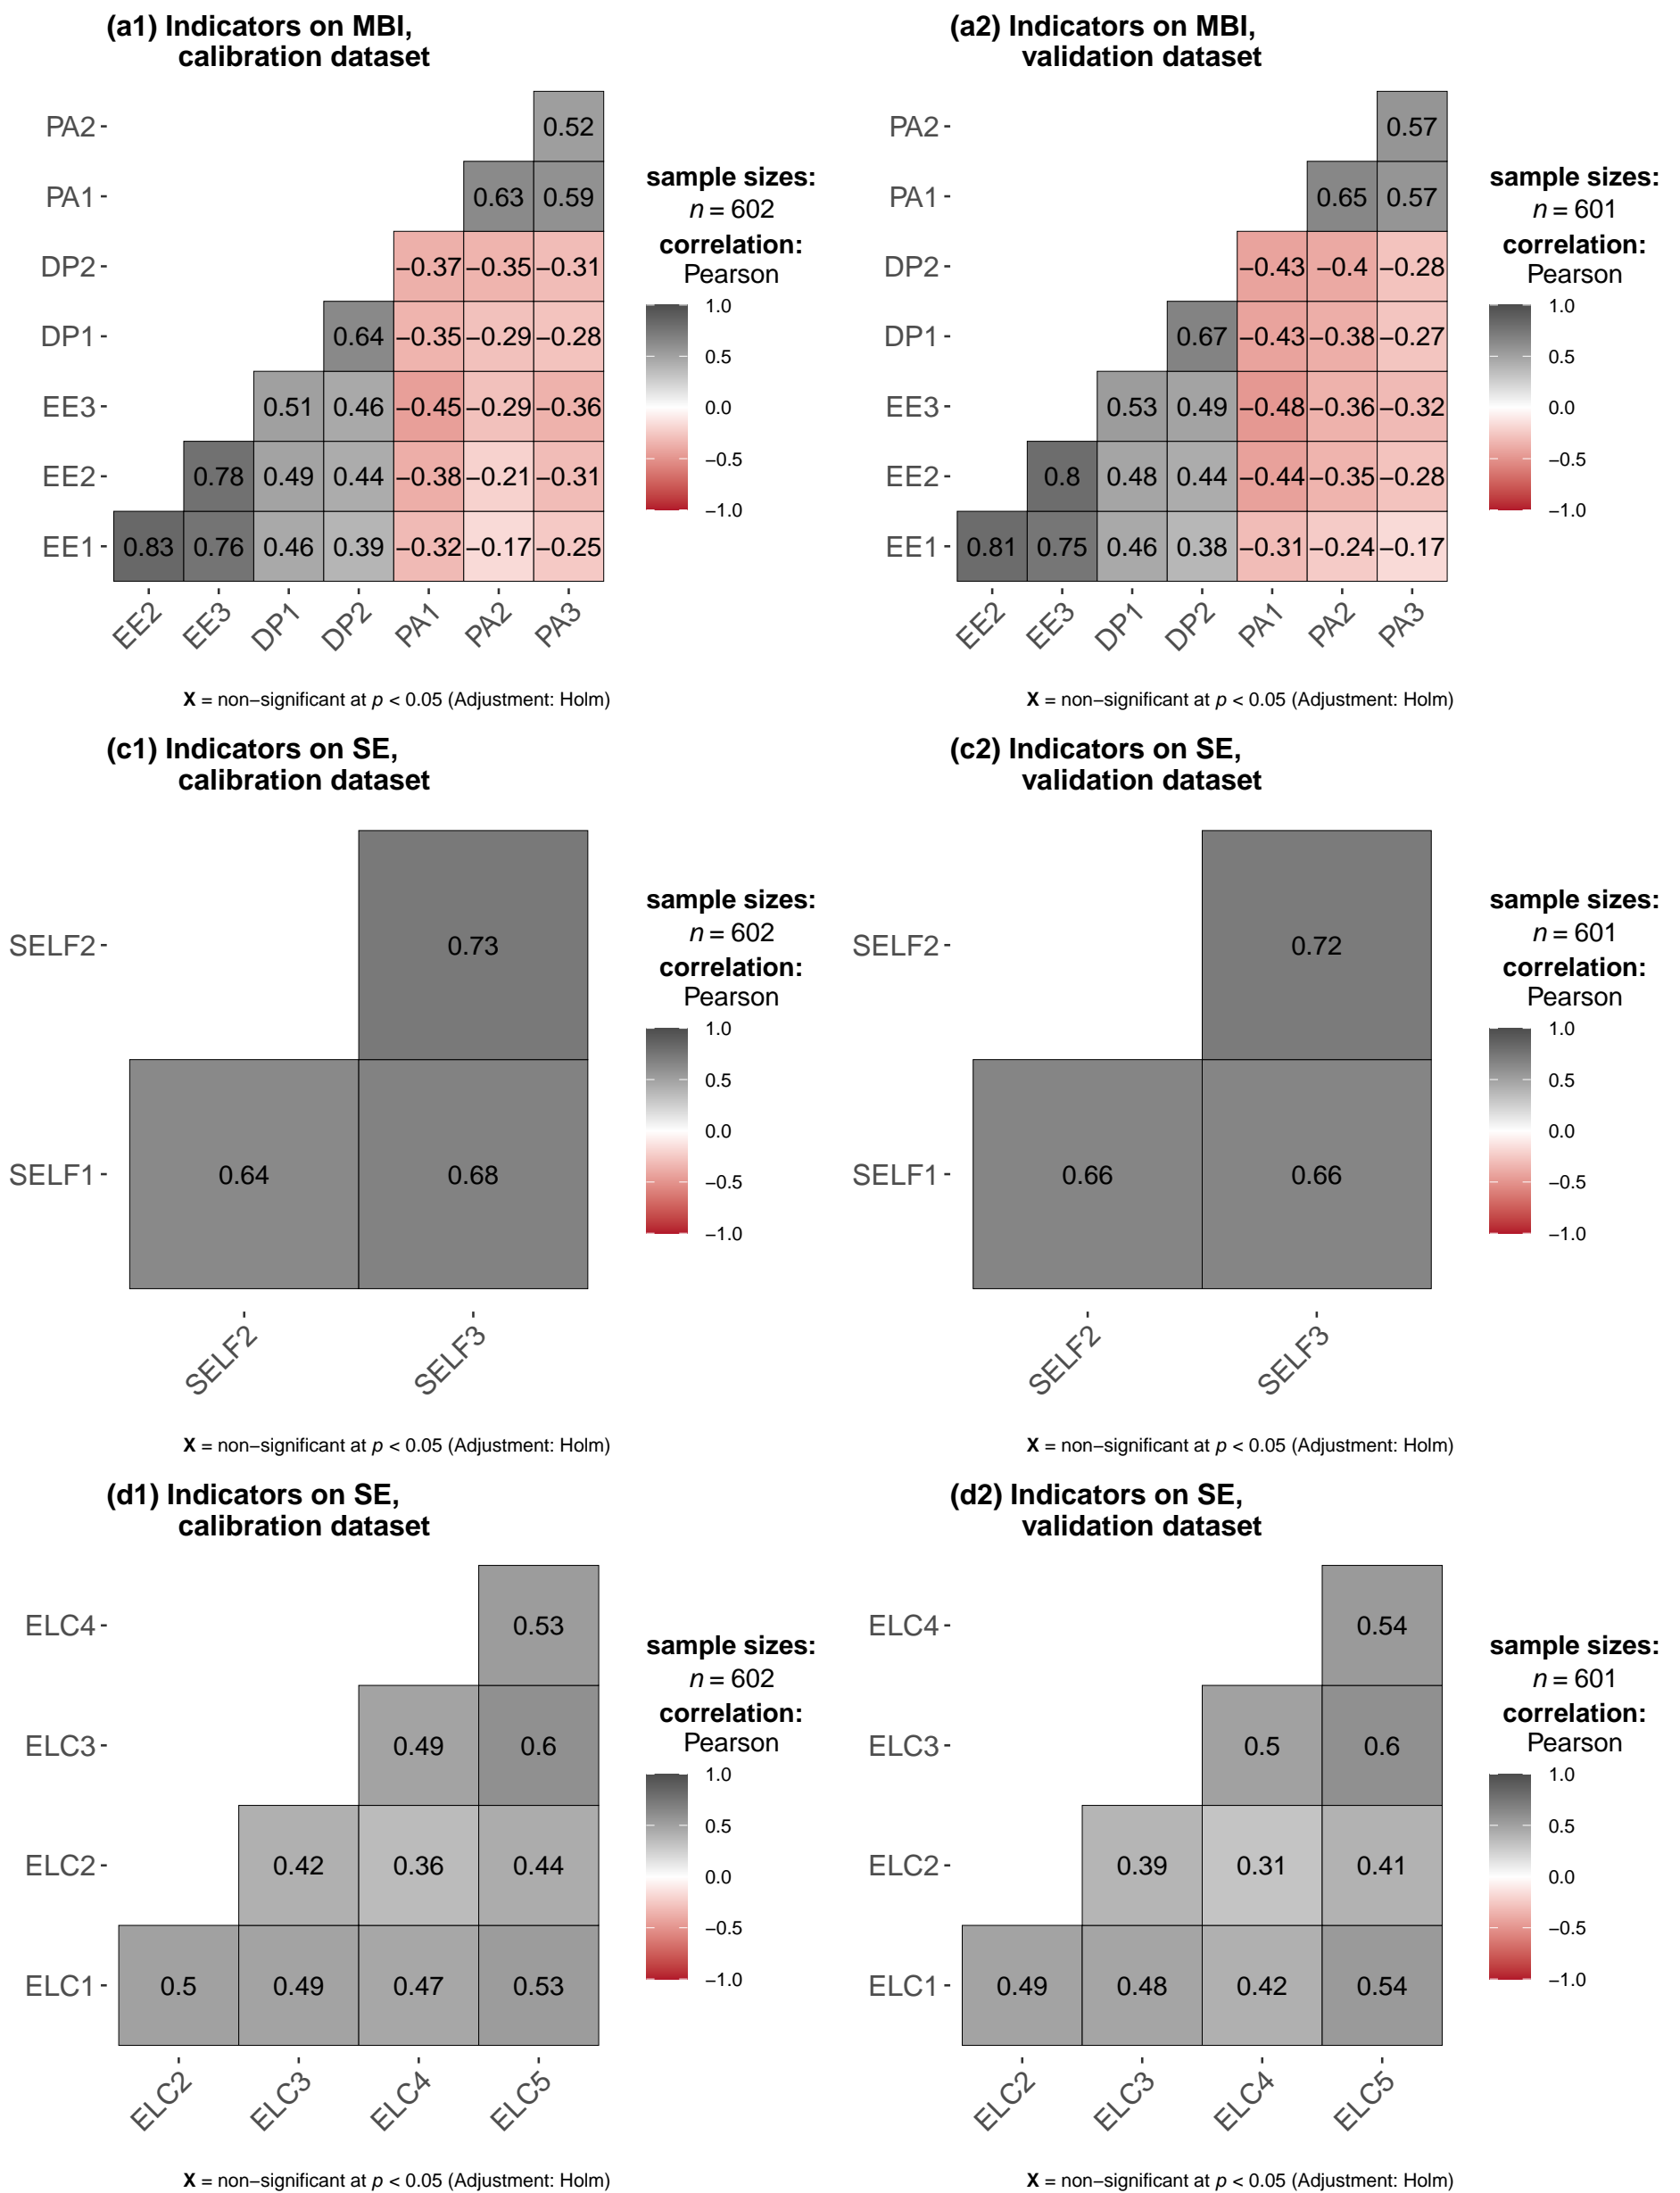 (a1) Indicators on MBI,
calibration dataset
PA2
0.52
PA1
0.63 0.59
DP2
−0.37 −0.35 −0.31
DP1
0.64 −0.35 −0.29 −0.28
EE3
0.51 0.46 −0.45 −0.29 −0.36
EE2
0.78 0.49 0.44 −0.38 −0.21 −0.31
EE1
0.83 0.76 0.46 0.39 −0.32 −0.17 −0.25
EE2 EE3 DP1 DP2 PA1 PA2 PA3
sample sizes:
n = 602
correlation:
Pearson
1.0
0.5
0.0
−0.5
−1.0
X = non−significant at p < 0.05 (Adjustment: Holm)
(a2) Indicators on MBI,
validation dataset
PA2
0.57
PA1
0.65 0.57
DP2
−0.43 −0.4 −0.28
DP1
0.67 −0.43 −0.38 −0.27
EE3
0.53 0.49 −0.48 −0.36 −0.32
EE2
0.8 0.48 0.44 −0.44 −0.35 −0.28
EE1
0.81 0.75 0.46 0.38 −0.31 −0.24 −0.17
EE2 EE3 DP1 DP2 PA1 PA2 PA3
sample sizes:
n = 601
correlation:
Pearson
1.0
0.5
0.0
−0.5
−1.0
X = non−significant at p < 0.05 (Adjustment: Holm)
(c1) Indicators on SE,
calibration dataset
SELF2
0.73
SELF1
0.64 0.68
SELF2 SELF3
sample sizes:
n = 602
correlation:
Pearson
1.0
0.5
0.0
−0.5
−1.0
X = non−significant at p < 0.05 (Adjustment: Holm)
(c2) Indicators on SE,
validation dataset
SELF2
0.72
SELF1
0.66 0.66
SELF2 SELF3
sample sizes:
n = 601
correlation:
Pearson
1.0
0.5
0.0
−0.5
−1.0
X = non−significant at p < 0.05 (Adjustment: Holm)
(d1) Indicators on SE,
calibration dataset
ELC4
0.53
ELC3
0.49 0.6
ELC2
0.42 0.36 0.44
ELC1
0.5 0.49 0.47 0.53
ELC2 ELC3 ELC4 ELC5
sample sizes:
n = 602
correlation:
Pearson
1.0
0.5
0.0
−0.5
−1.0
X = non−significant at p < 0.05 (Adjustment: Holm)
(d2) Indicators on SE,
validation dataset
ELC4
0.54
ELC3
0.5 0.6
ELC2
0.39 0.31 0.41
ELC1
0.49 0.48 0.42 0.54
ELC2 ELC3 ELC4 ELC5
sample sizes:
n = 601
correlation:
Pearson
1.0
0.5
0.0
−0.5
−1.0
X = non−significant at p < 0.05 (Adjustment: Holm)